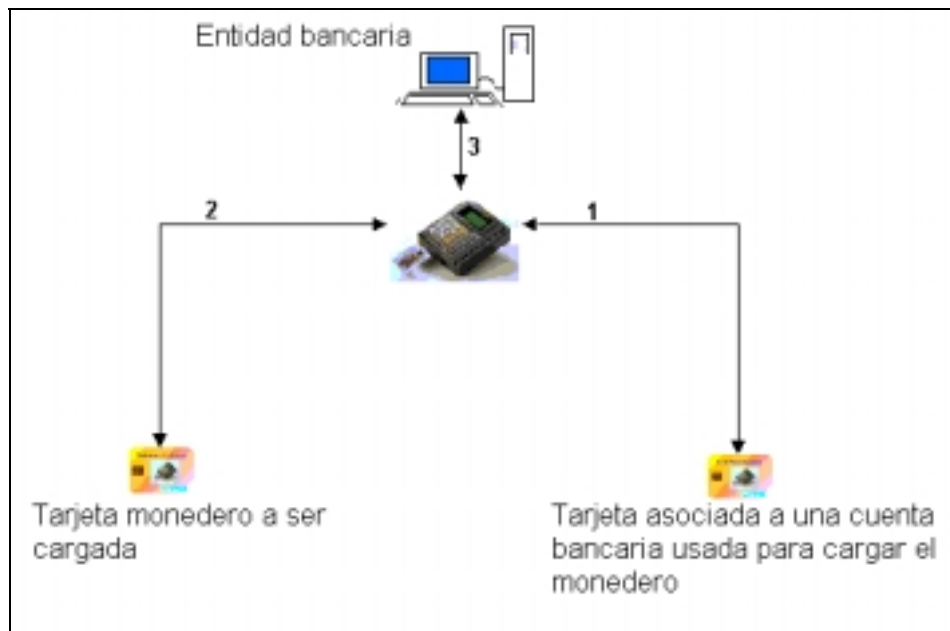 Entidad bancaria
3
2
1
Tarjeta monedero a ser
cargada
Tarjeta asociada a una cuenta
bancaria usada para cargar el
monedero